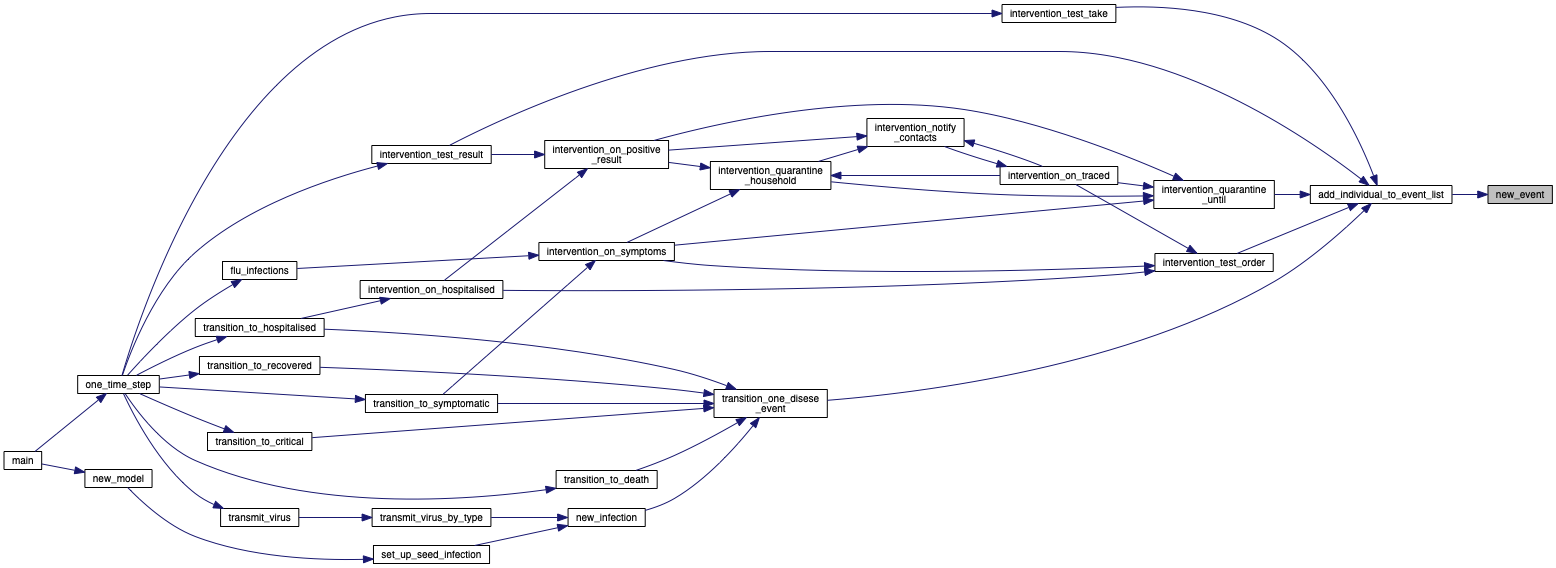 intervention_test_take
intervention_notify
_contacts
intervention_test_result
intervention_on_positive
_result
intervention_quarantine
_household
intervention_on_traced
intervention_quarantine
_until
add_individual_to_event_list
new_event
intervention_on_symptoms
intervention_test_order
flu_infections
intervention_on_hospitalised
transition_to_hospitalised
transition_to_recovered
one_time_step
transition_to_symptomatic
transition_one_disese
_event
transition_to_critical
main
new_model
transition_to_death
transmit_virus
transmit_virus_by_type
new_infection
set_up_seed_infection